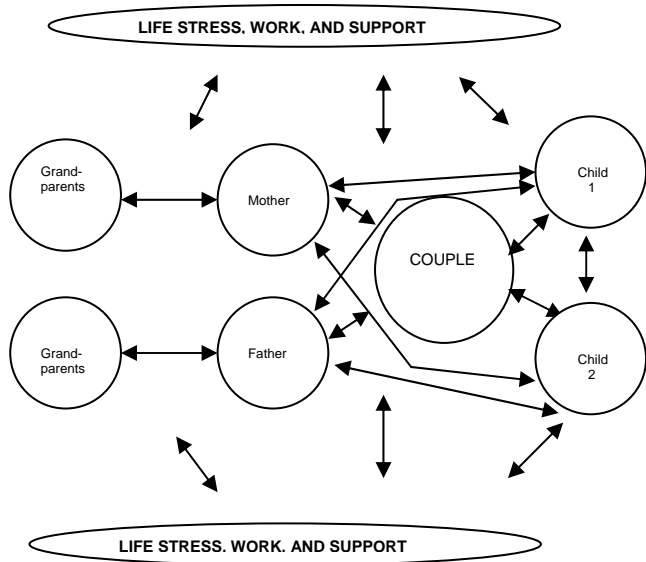 LIFE STRESS, WORK, AND SUPPORT
Grand-
parents
Mother
Child
1
COUPLE
Grand-
parents
Father
Child
2
LIFE STRESS, WORK, AND SUPPORT